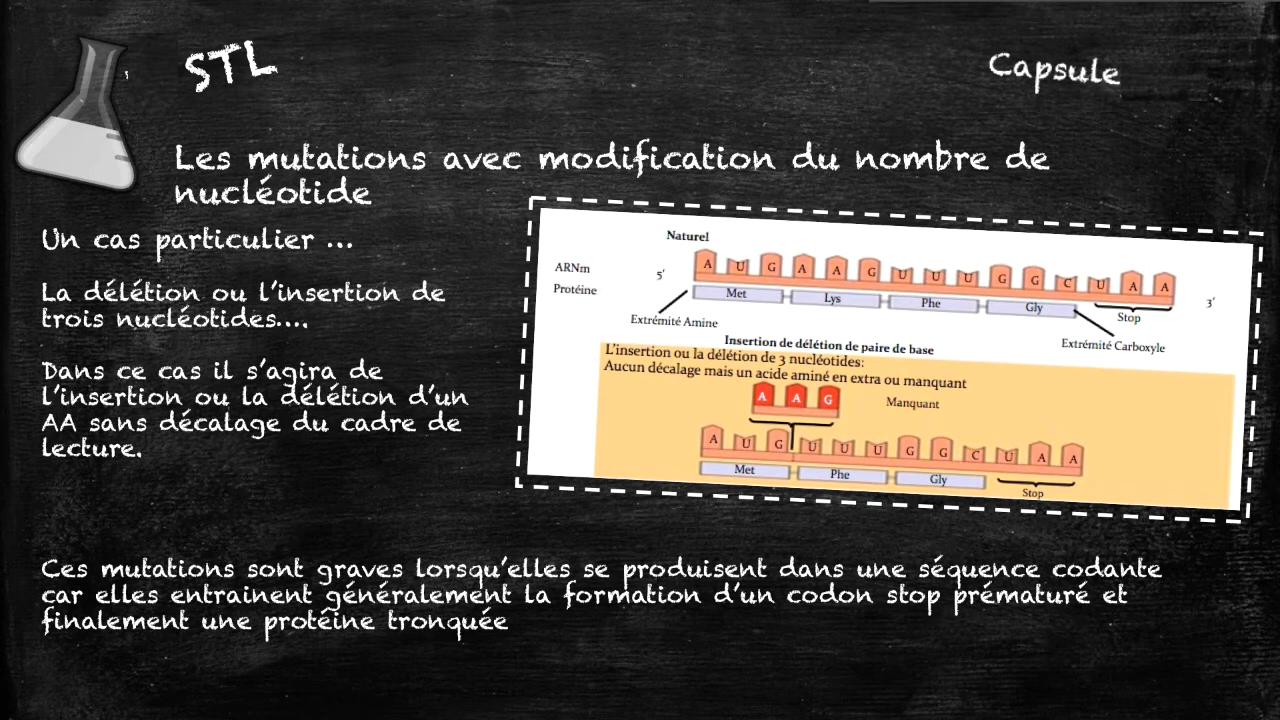 STL
Capsule
Les mutations avec modification du nombre de
nucléotide
Un cas particulier ...
La délétion ou l'insertion de
trois nucléotides....
Dans ce cas il s'agira de
l'insertion ou la délétion d'un
AA sans décalage du cadre de
lecture.
Naturel
ARNm 5' A U G A A G U U U G G C U A A 3'
Protéine Met Lys Phe Gly Stop
Extrémité Amine
Extrémité Carboxyle
Insertion de délétion de paire de base
L'insertion ou la délétion de 3 nucléotides:
Aucun décalage mais un acide aminé en extra ou manquant
A A G Manquant
A U G U U U G G C U A A
Met Phe Gly Stop
Ces mutations sont graves lorsqu'elles se produisent dans une séquence codante
car elles entrainent généralement la formation d'un codon stop prématuré et
finalement une protêine tronquée